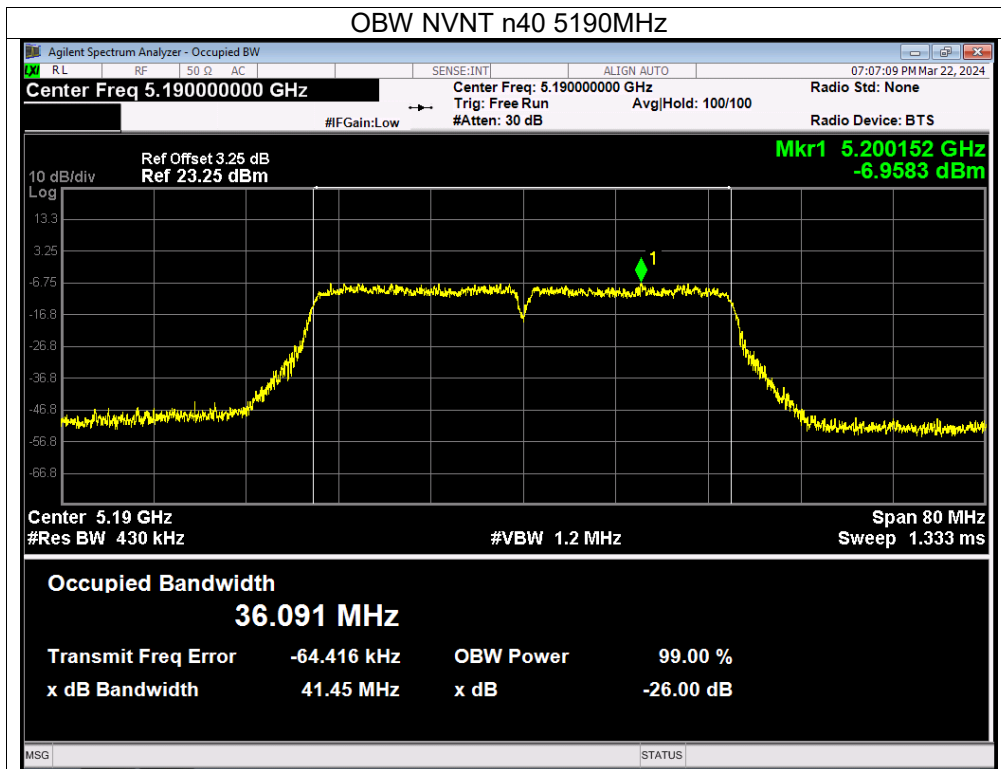 OBW NVNT n40 5190MHz
Agilent Spectrum Analyzer - Occupied BW
LXI RL RF 50 Ω AC SENSE:INT ALIGN AUTO 07:07:09 PM Mar 22, 2024
Center Freq 5.190000000 GHz Center Freq: 5.190000000 GHz Radio Std: None
Trig: Free Run Avg|Hold: 100/100
#IFGain:Low #Atten: 30 dB Radio Device: BTS
Mkr1 5.200152 GHz
-6.9583 dBm
Ref Offset 3.25 dB
10 dB/div Ref 23.25 dBm
Log
13.3
3.25
1
-6.75
-16.8
-26.8
-36.8
-46.8
-56.8
-66.8
Center 5.19 GHz Span 80 MHz
#Res BW 430 kHz #VBW 1.2 MHz Sweep 1.333 ms
Occupied Bandwidth
36.091 MHz
Transmit Freq Error -64.416 kHz OBW Power 99.00 %
x dB Bandwidth 41.45 MHz x dB -26.00 dB
MSG STATUS